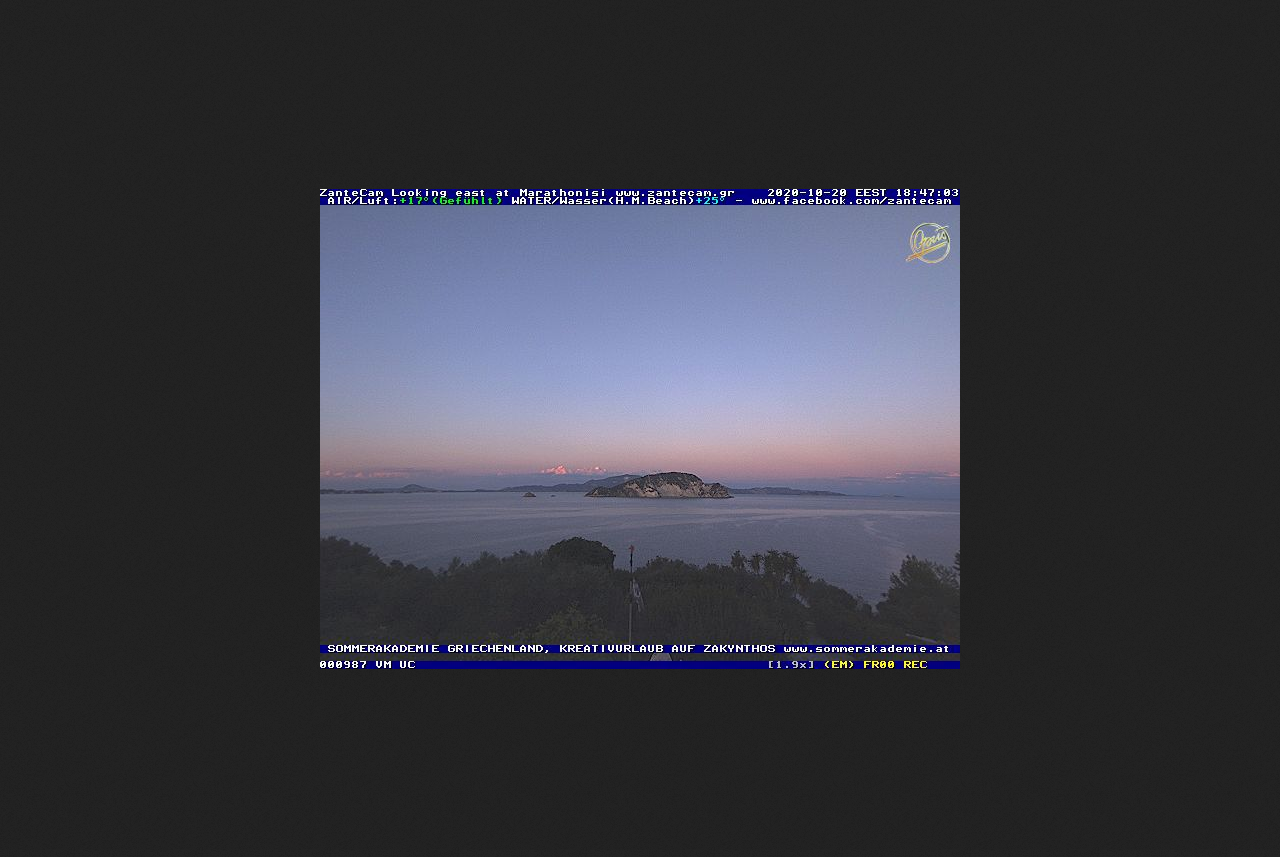 ZanteCam Looking east at Marathonisi www.zantecam.gr 2020-10-20 EEST 18:47:03
AIR/Luft:+17°(Gefühlt) WATER/Wasser(H.M.Beach)+25° - www.facebook.com/zantecam
Opus
SOMMERAKADEMIE GRIECHENLAND, KREATIVURLAUB AUF ZAKYNTHOS www.sommerakademie.at
000987 VM UC [1.9x] (EM) FR00 REC